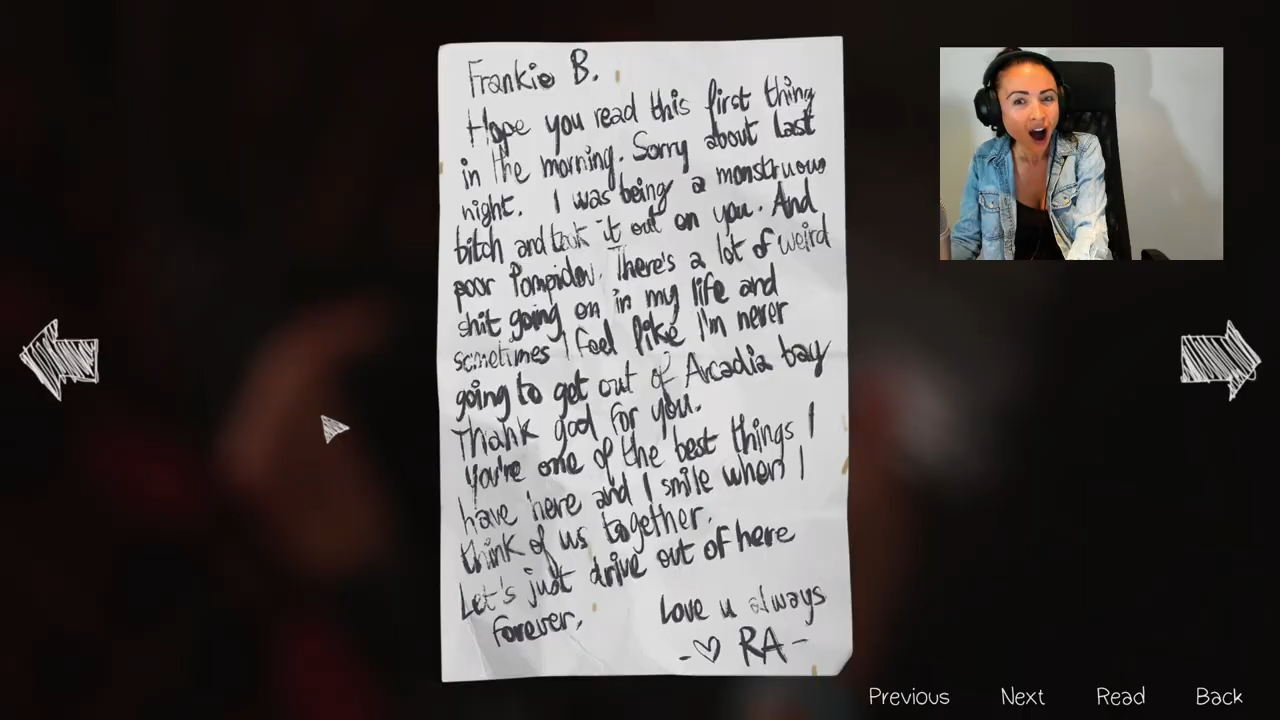 Frankie B.
Hope you read this first thing
in the morning. Sorry about last
night. I was being a monstruous
bitch and took it out on you. And
poor Pompidou. There's a lot of weird
shit going on in my life and
sometimes I feel like I'm never
going to get out of Arcadia bay
Thank god for you.
You're one of the best things I
have here and I smile when I
think of us together.
Let's just drive out of here
forever.
Love u always
-♡ RA-
Previous
Next
Read
Back